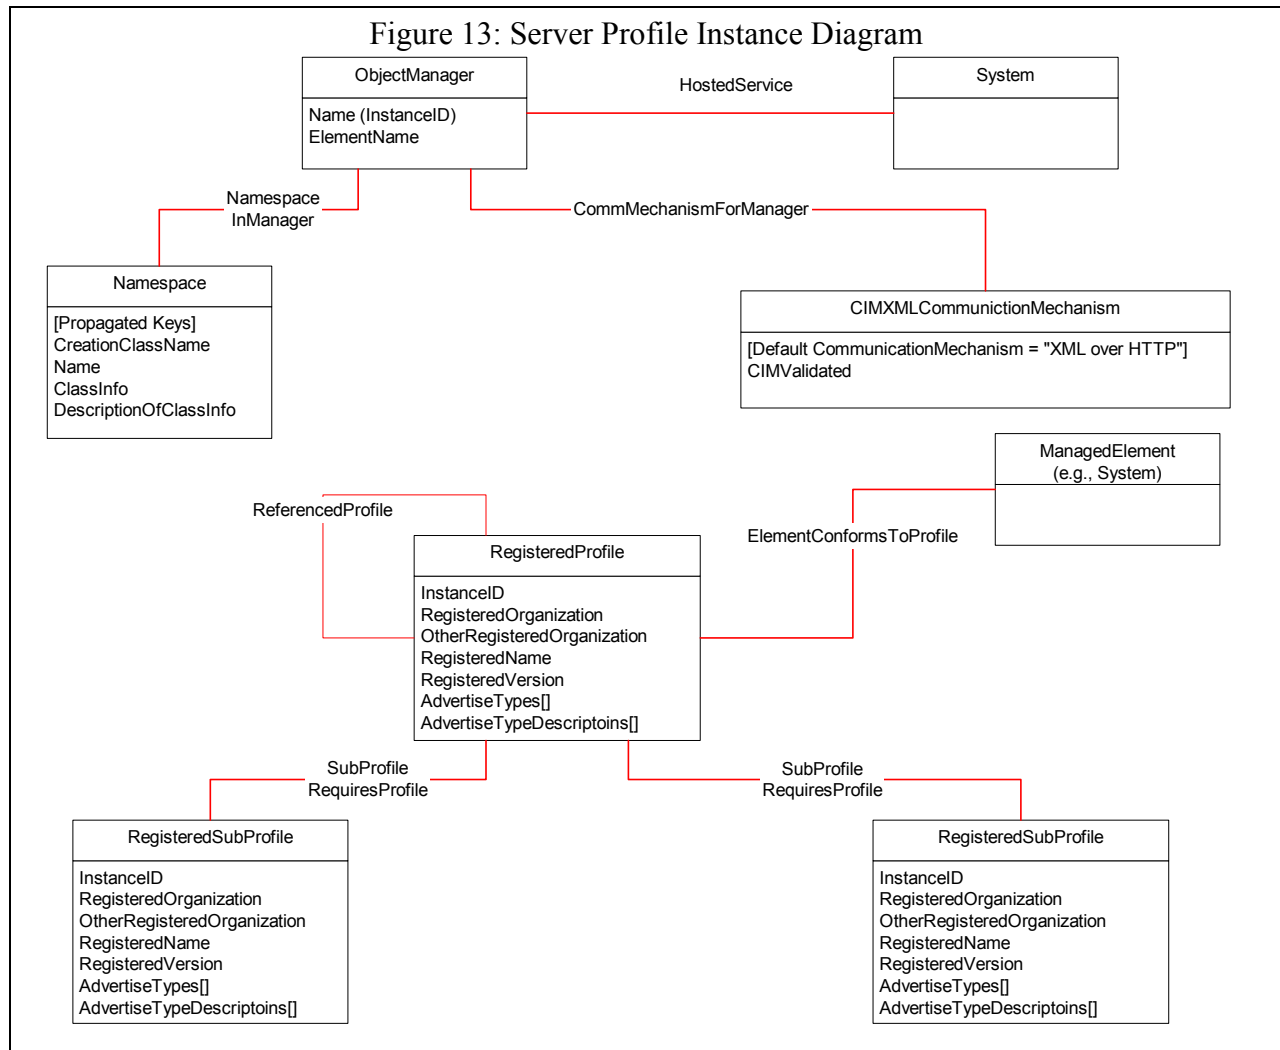 Figure 13: Server Profile Instance Diagram
ObjectManager
Name (InstanceID)
ElementName
HostedService
System
Namespace
InManager
CommMechanismForManager
Namespace
[Propagated Keys]
CreationClassName
Name
ClassInfo
DescriptionOfClassInfo
CIMXMLCommunictionMechanism
[Default CommunicationMechanism = "XML over HTTP"]
CIMValidated
ManagedElement
(e.g., System)
ReferencedProfile
ElementConformsToProfile
RegisteredProfile
InstanceID
RegisteredOrganization
OtherRegisteredOrganization
RegisteredName
RegisteredVersion
AdvertiseTypes[]
AdvertiseTypeDescriptoins[]
SubProfile
RequiresProfile
SubProfile
RequiresProfile
RegisteredSubProfile
InstanceID
RegisteredOrganization
OtherRegisteredOrganization
RegisteredName
RegisteredVersion
AdvertiseTypes[]
AdvertiseTypeDescriptoins[]
RegisteredSubProfile
InstanceID
RegisteredOrganization
OtherRegisteredOrganization
RegisteredName
RegisteredVersion
AdvertiseTypes[]
AdvertiseTypeDescriptoins[]